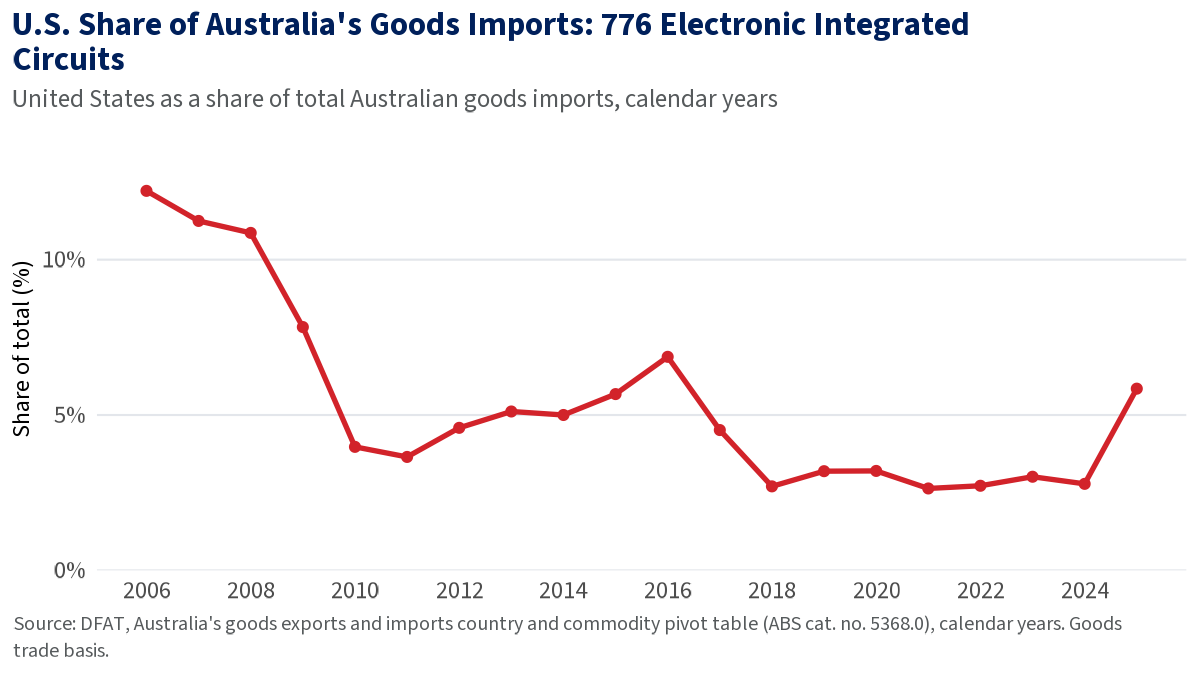 U.S. Share of Australia's Goods Imports: 776 Electronic Integrated
Circuits
United States as a share of total Australian goods imports, calendar years
Share of total (%)
10%
5%
0%
2006 2008 2010 2012 2014 2016 2018 2020 2022 2024
Source: DFAT, Australia's goods exports and imports country and commodity pivot table (ABS cat. no. 5368.0), calendar years. Goods
trade basis.